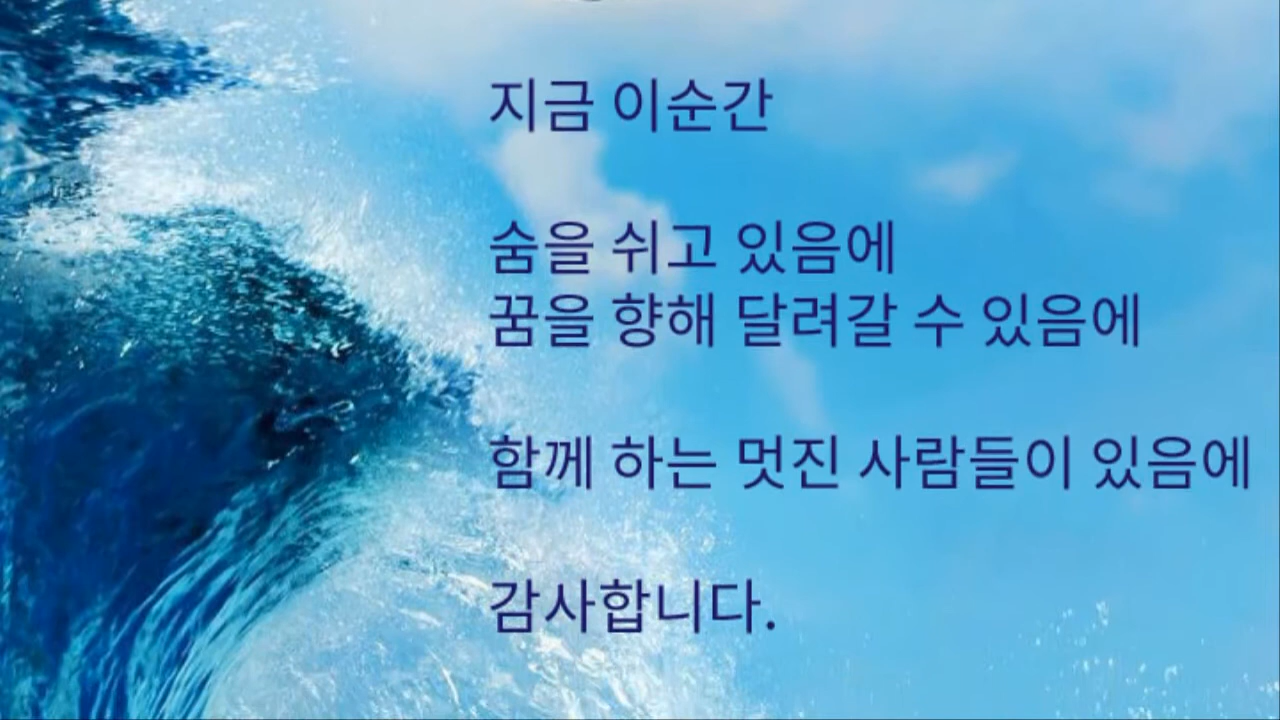 지금 이순간
숨을 쉬고 있음에
꿈을 향해 달려갈 수 있음에
함께 하는 멋진 사람들이 있음에
감사합니다.